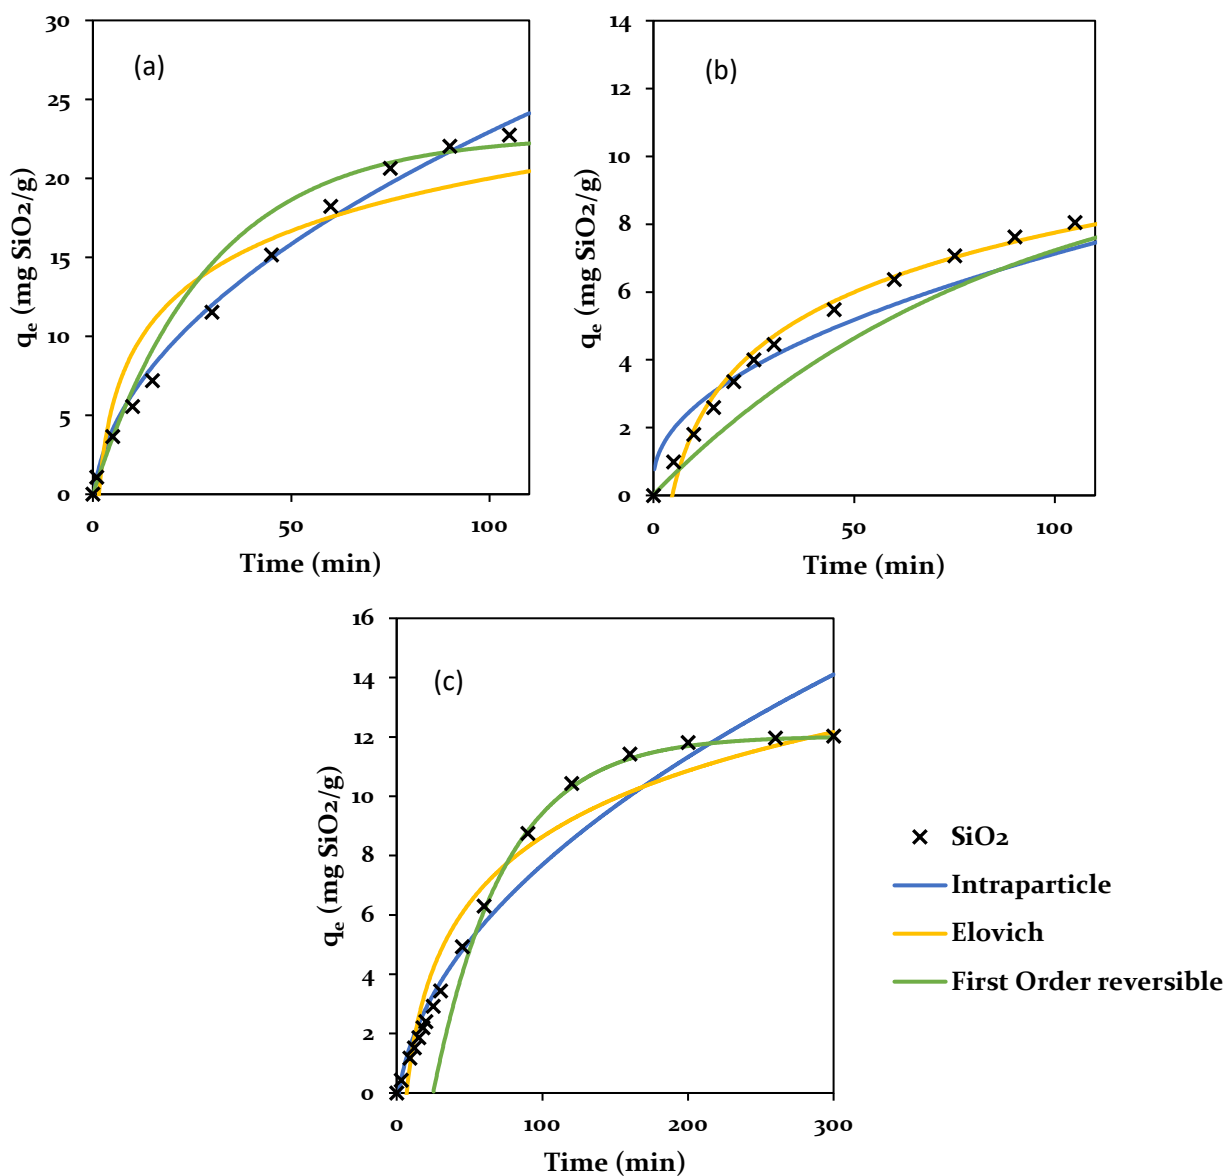 (a)
30
25
20
15
10
5
0
qₑ (mg SiO2/g)
0 50 100
Time (min)
(b)
14
12
10
8
6
4
2
0
qₑ (mg SiO2/g)
0 50 100
Time (min)
(c)
16
14
12
10
8
6
4
2
0
qₑ (mg SiO2/g)
0 100 200 300
Time (min)
SiO2
Intraparticle
Elovich
First Order reversible